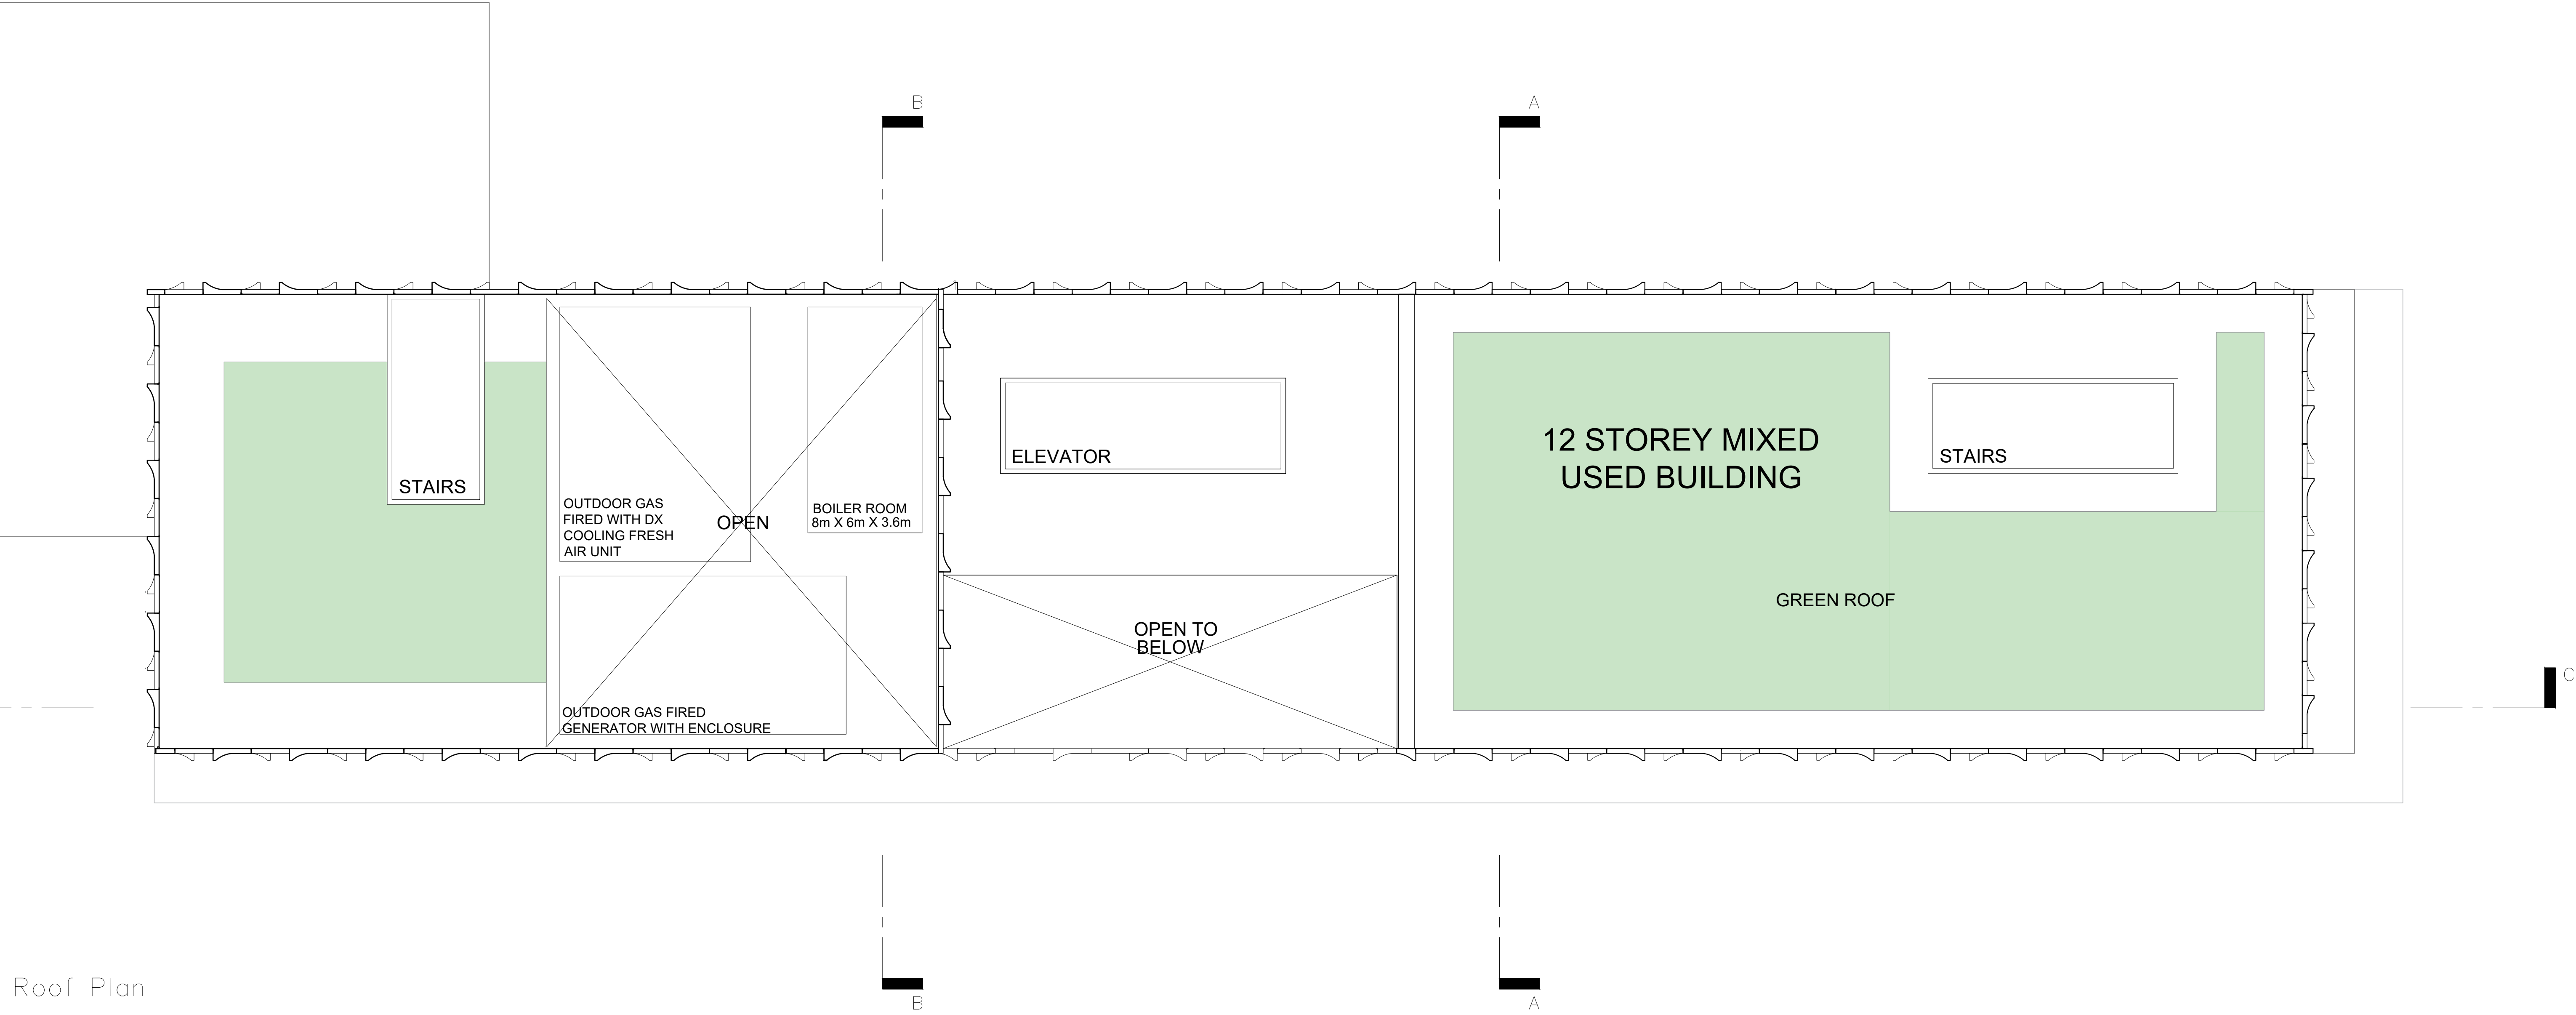 B
A
STAIRS
OUTDOOR GAS
FIRED WITH DX
COOLING FRESH
AIR UNIT
OPEN
BOILER ROOM
8m X 6m X 3.6m
OUTDOOR GAS FIRED
GENERATOR WITH ENCLOSURE
ELEVATOR
OPEN TO
BELOW
12 STOREY MIXED
USED BUILDING
STAIRS
GREEN ROOF
C
Roof Plan
B
A